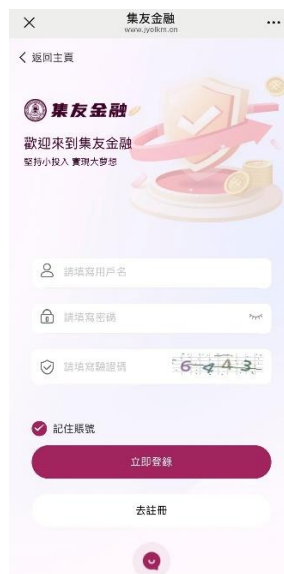 集友金融
www.jyolkm.cn
返回主頁
集友金融
歡迎來到集友金融
堅持小投入 實現大夢想
請填寫用戶名
請填寫密碼
請填寫驗證碼
6443
記住賬號
立即登錄
去註冊